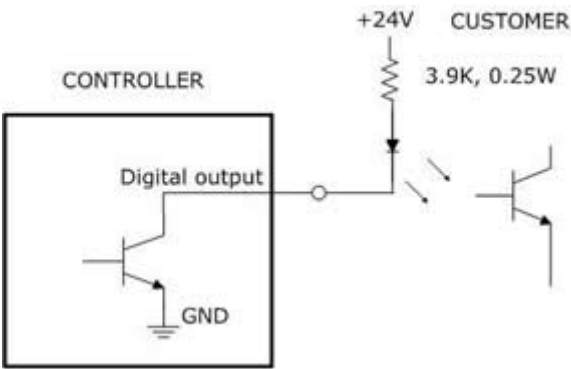 +24V CUSTOMER
3.9K, 0.25W
CONTROLLER
Digital output
GND